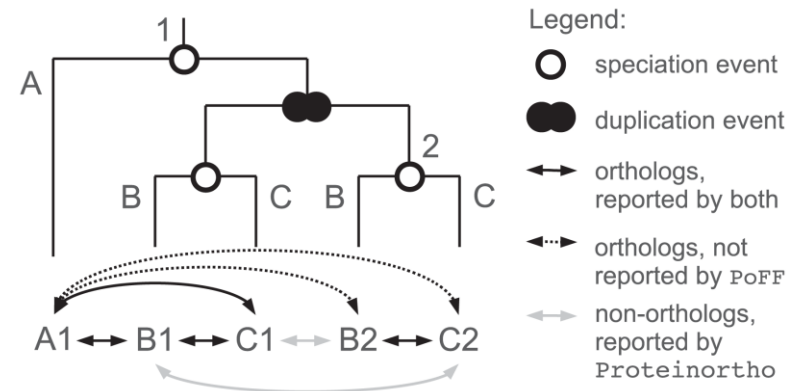 Legend:
1
speciation event
A
duplication event
2
B C B C
orthologs,
reported by both
orthologs, not
reported by PoFF
non-orthologs,
reported by
Proteinortho
A1 B1 C1 B2 C2